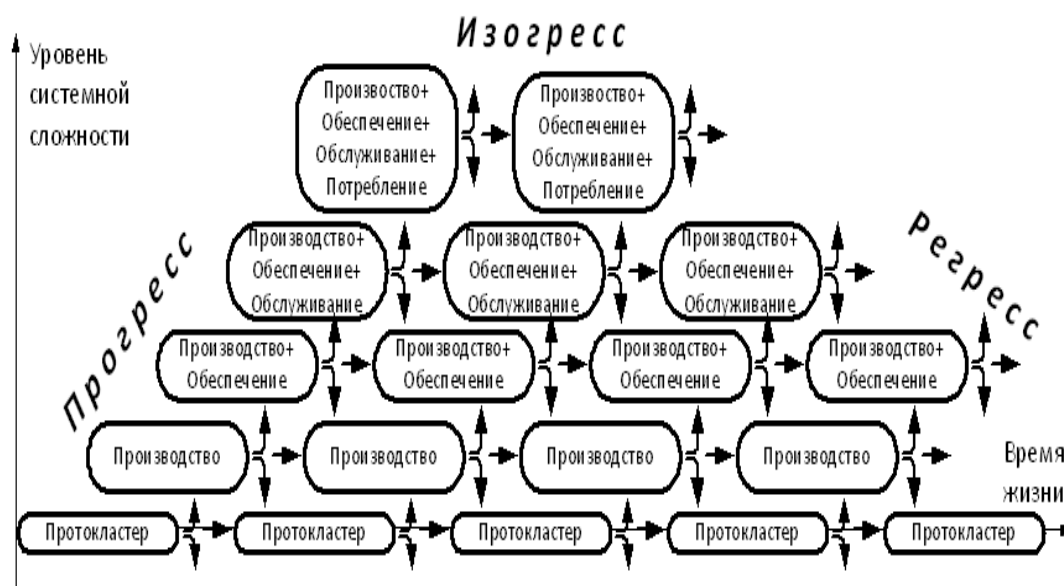 Изогресс
Уровень
системной
сложности
Произвоство+
Обеспечение+
Обслуживание+
Потребление
Произвоство+
Обеспечение+
Обслуживание+
Потребление
Прогресс
Производство+
Обеспечение+
Обслуживание
Производство+
Обеспечение+
Обслуживание
Производство+
Обеспечение+
Обслуживание
Регресс
Производство+
Обеспечение
Производство+
Обеспечение
Производство+
Обеспечение
Производство+
Обеспечение
Производство
Производство
Производство
Производство
Время
жизни
Протокластер
Протокластер
Протокластер
Протокластер
Протокластер